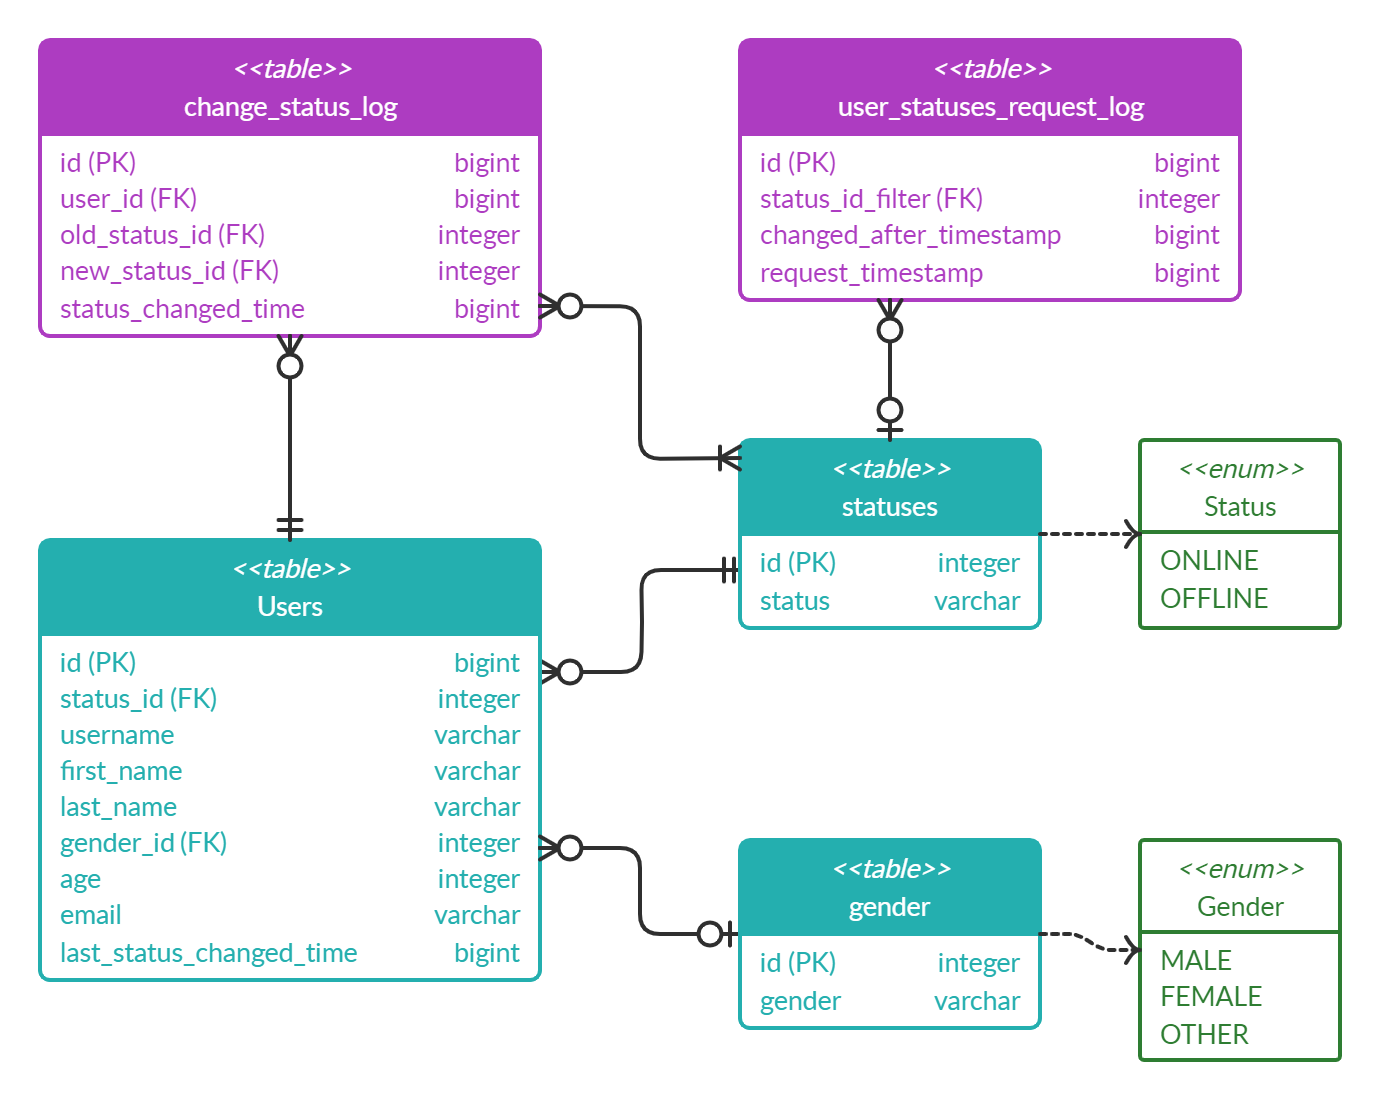 <<table>>
change_status_log
id (PK) bigint
user_id (FK) bigint
old_status_id (FK) integer
new_status_id (FK) integer
status_changed_time bigint
<<table>>
user_statuses_request_log
id (PK) bigint
status_id_filter (FK) integer
changed_after_timestamp bigint
request_timestamp bigint
<<table>>
statuses
id (PK) integer
status varchar
<<enum>>
Status
ONLINE
OFFLINE
<<table>>
Users
id (PK) bigint
status_id (FK) integer
username varchar
first_name varchar
last_name varchar
gender_id (FK) integer
age integer
email varchar
last_status_changed_time bigint
<<table>>
gender
id (PK) integer
gender varchar
<<enum>>
Gender
MALE
FEMALE
OTHER